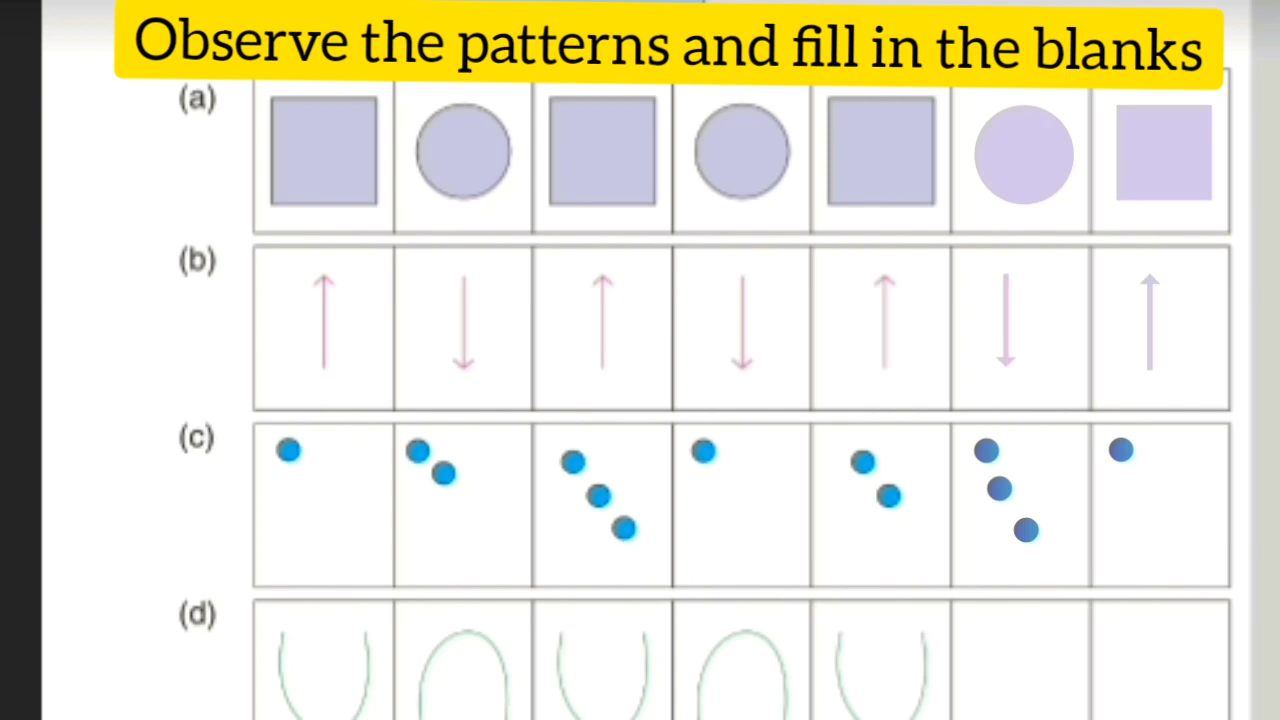 Observe the patterns and fill in the blanks
(a)
(b)
(c)
(d)